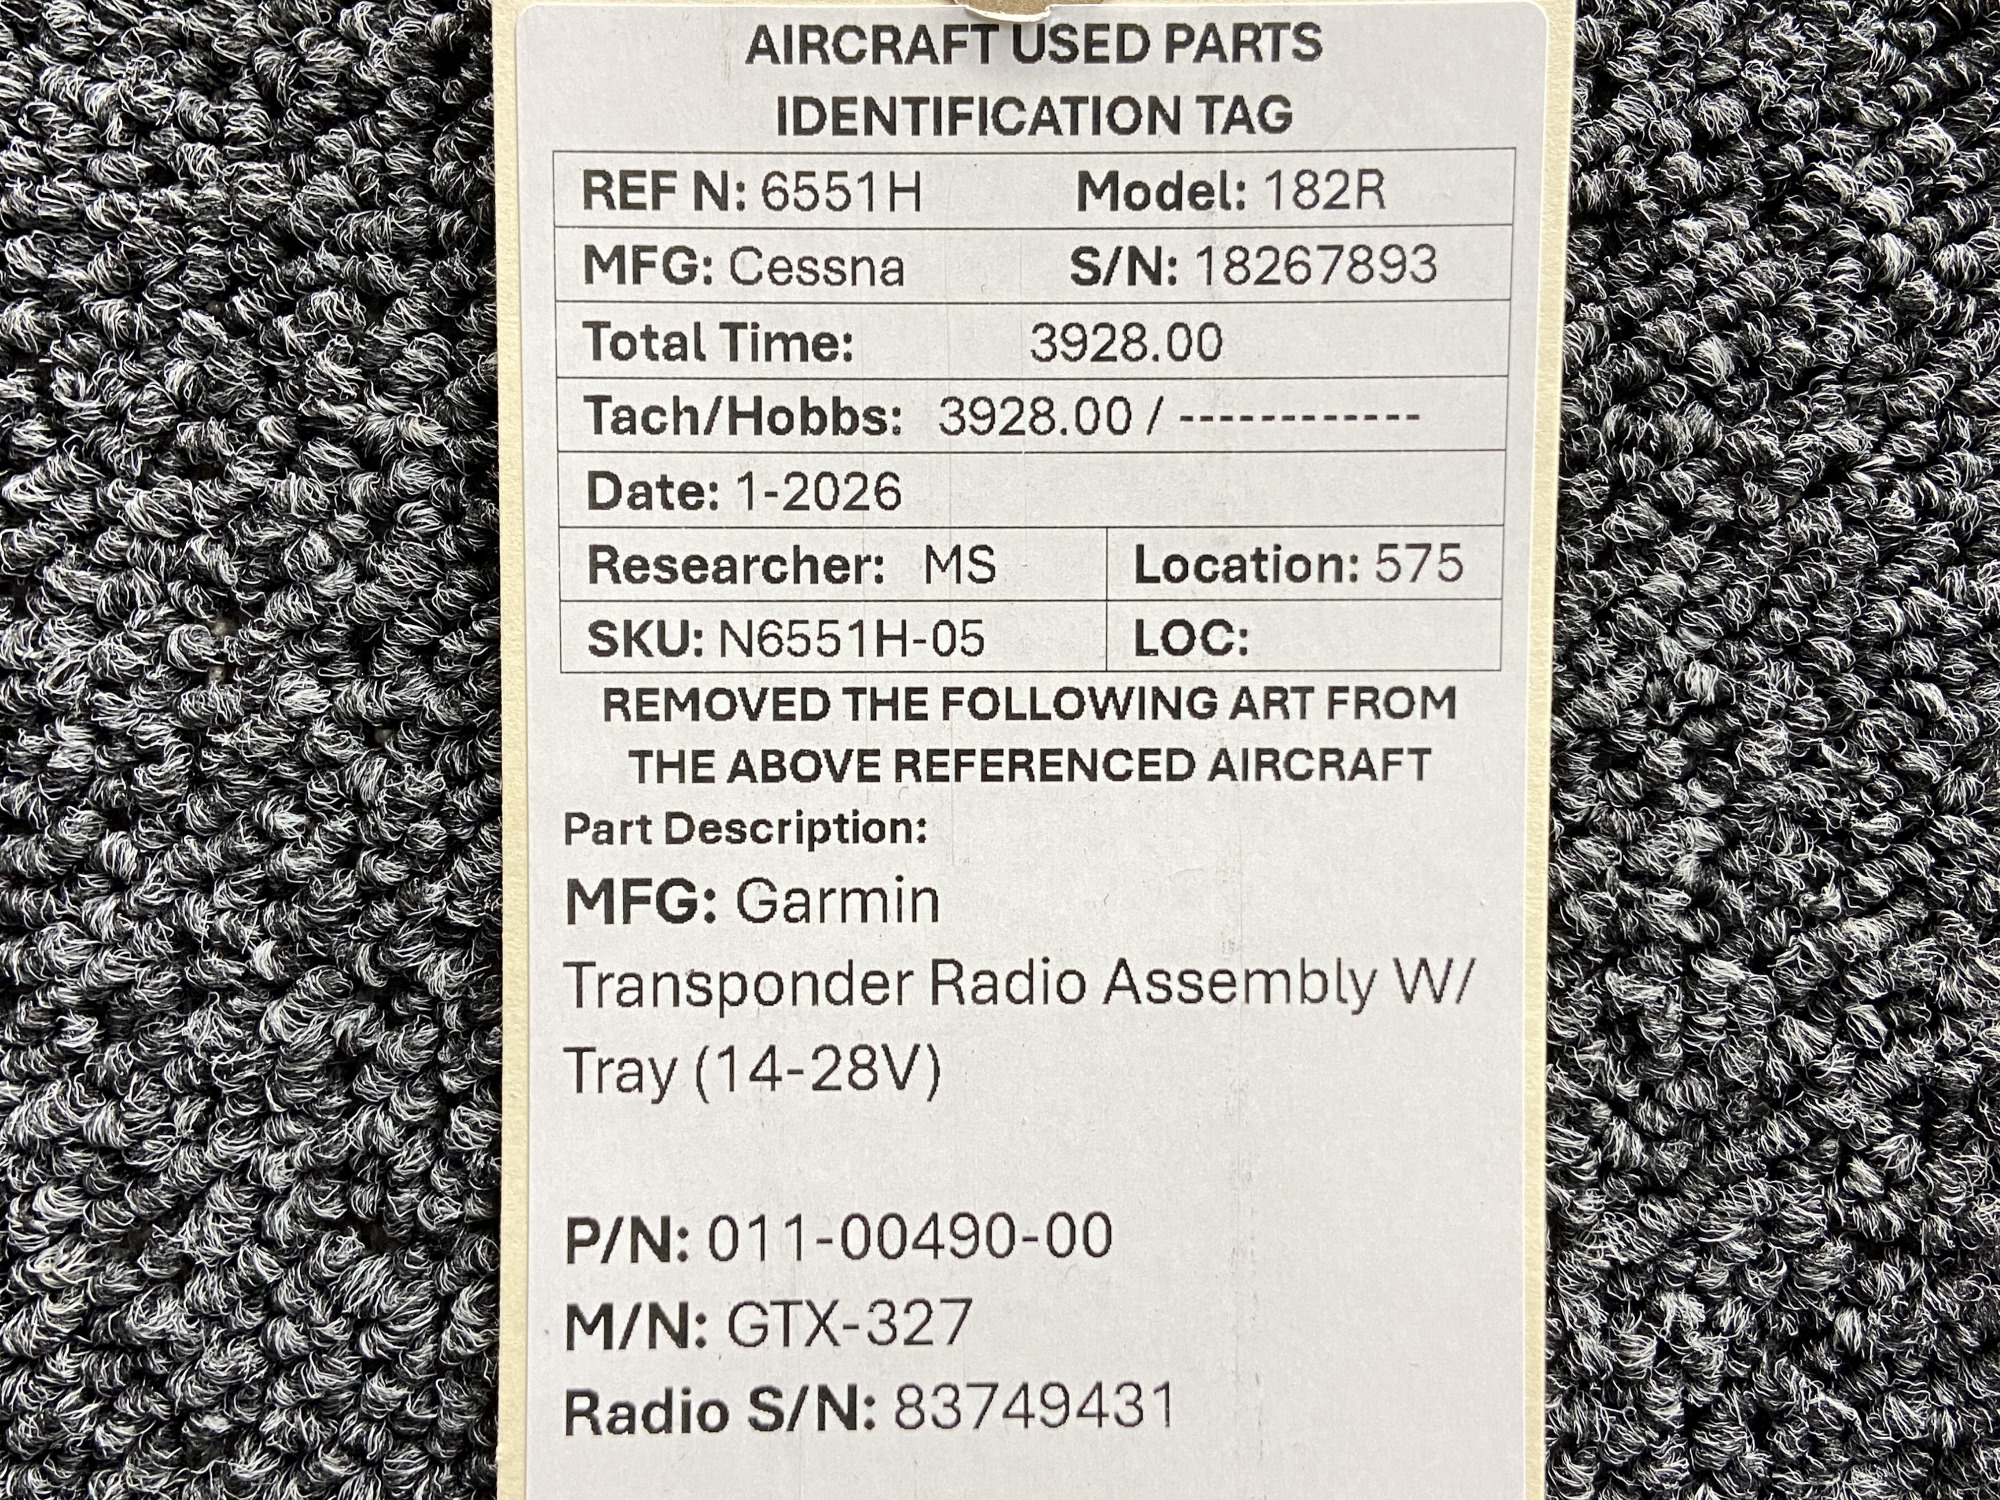 AIRCRAFT USED PARTS
IDENTIFICATION TAG
REF N: 6551H Model: 182R
MFG: Cessna S/N: 18267893
Total Time: 3928.00
Tach/Hobbs: 3928.00 / ------------
Date: 1-2026
Researcher: MS Location: 575
SKU: N6551H-05 LOC:
REMOVED THE FOLLOWING ART FROM
THE ABOVE REFERENCED AIRCRAFT
Part Description:
MFG: Garmin
Transponder Radio Assembly W/
Tray (14-28V)
P/N: 011-00490-00
M/N: GTX-327
Radio S/N: 83749431